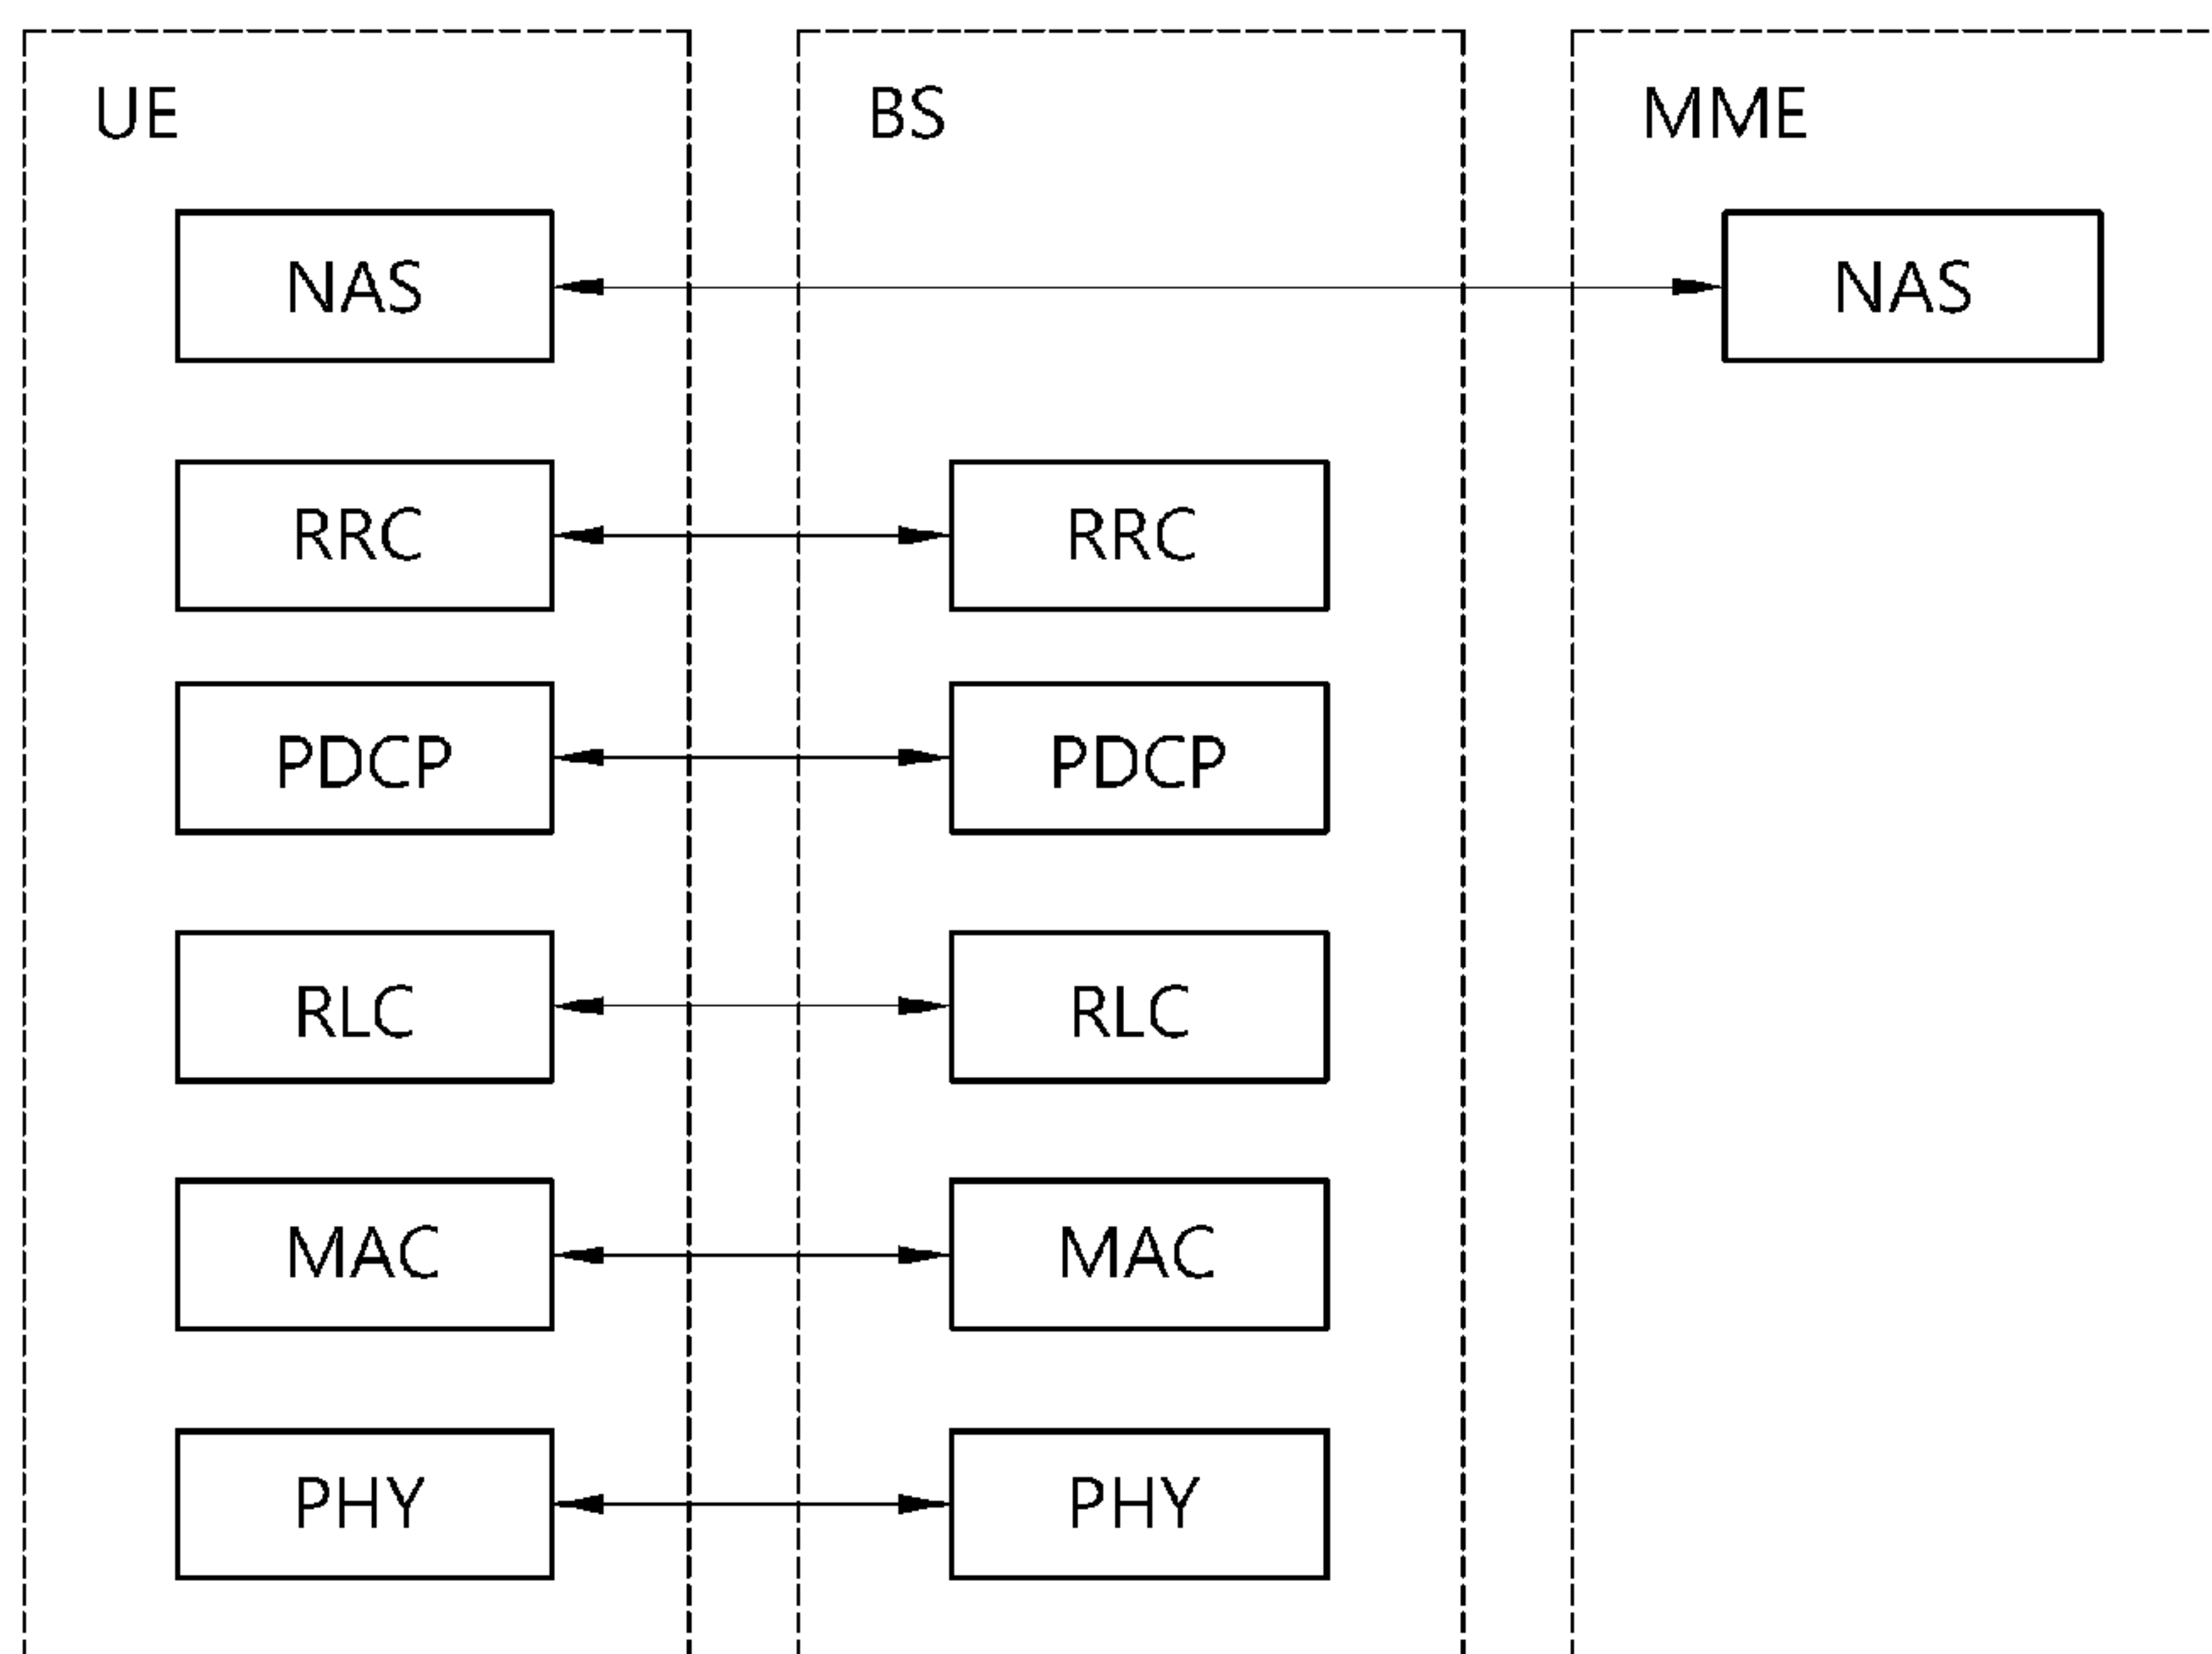 UE
BS
MME
NAS
NAS
RRC
RRC
PDCP
PDCP
RLC
RLC
MAC
MAC
PHY
PHY